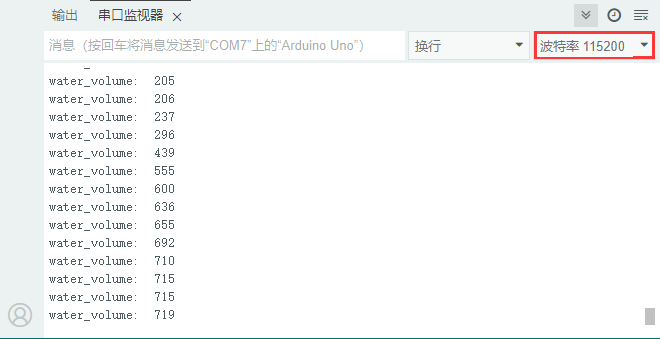 输出 串口监视器
消息（按回车将消息发送到“COM7”上的“Arduino Uno”） 换行 波特率 115200
water_volume: 205
water_volume: 206
water_volume: 237
water_volume: 296
water_volume: 439
water_volume: 555
water_volume: 600
water_volume: 636
water_volume: 655
water_volume: 692
water_volume: 710
water_volume: 715
water_volume: 715
water_volume: 719